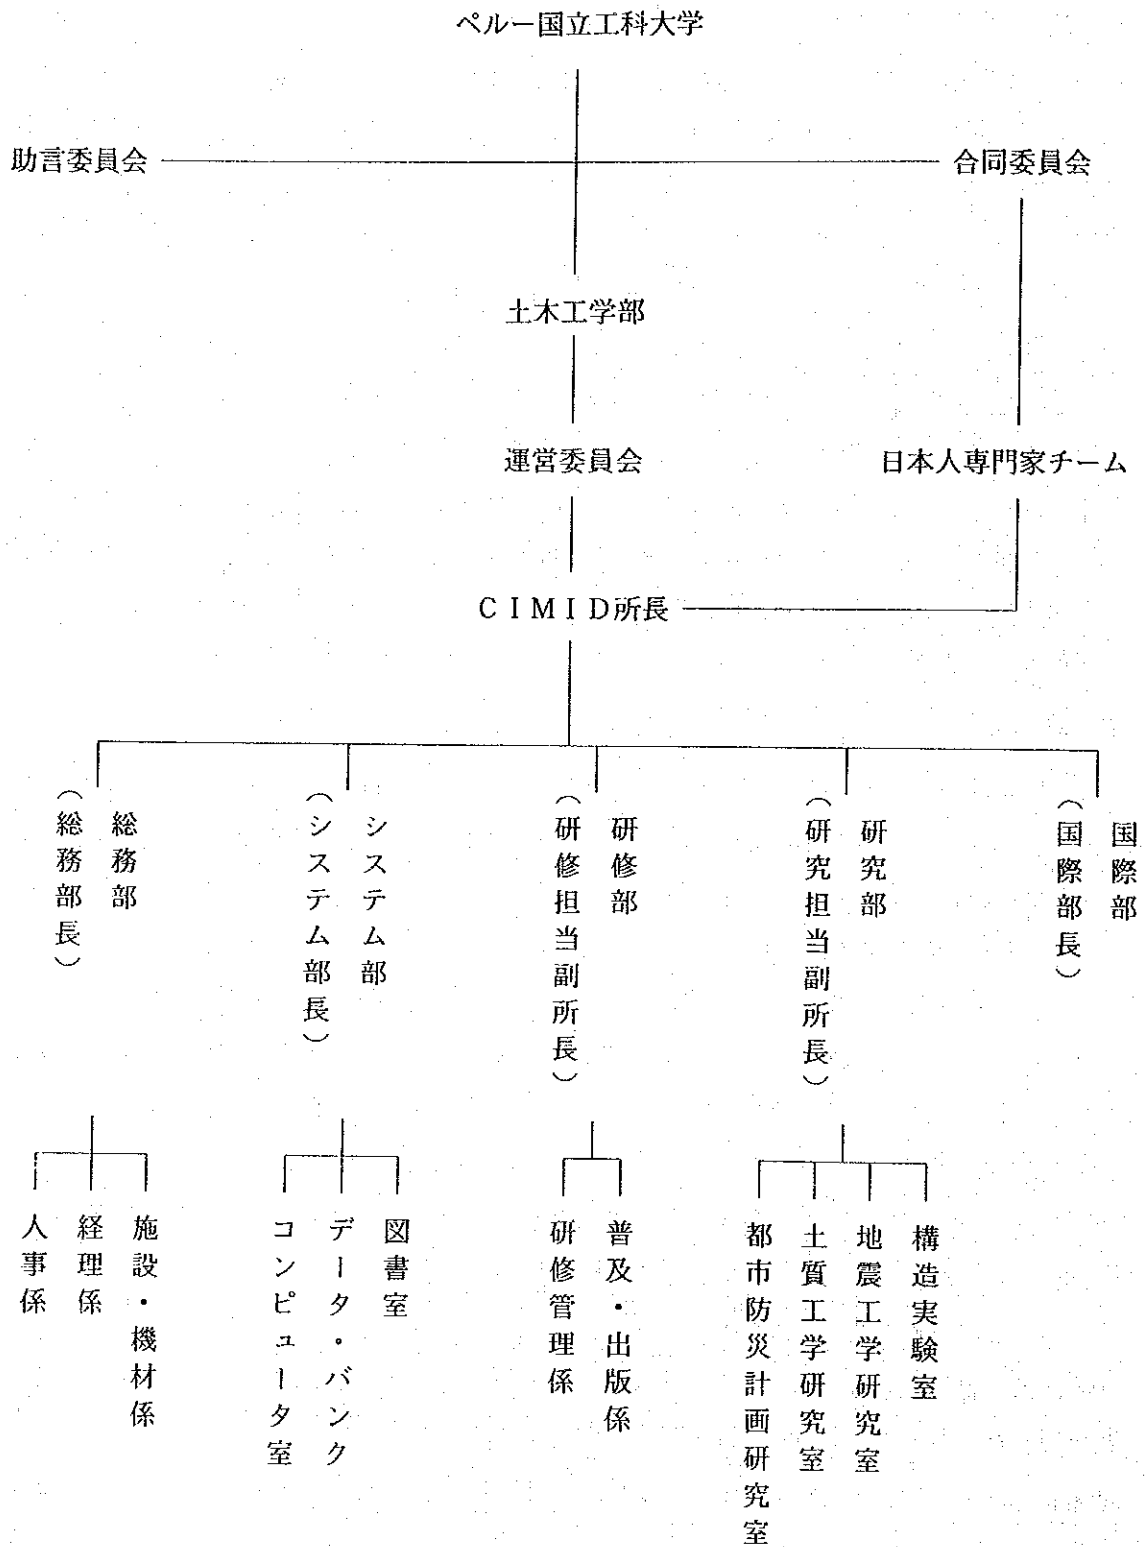 ペルー国立工科大学
助言委員会
合同委員会
土木工学部
運営委員会
日本人専門家チーム
CIMID所長
国際部
(国際部長)
研究部
(研究担当副所長)
研修部
(研修担当副所長)
システム部
(システム部長)
総務部
(総務部長)
構造実験室
地震工学研究室
土質工学研究室
都市防災計画研究室
普及・出版係
研修管理係
図書室
データ・バンク
コンピュータ室
施設・機材係
経理係
人事係